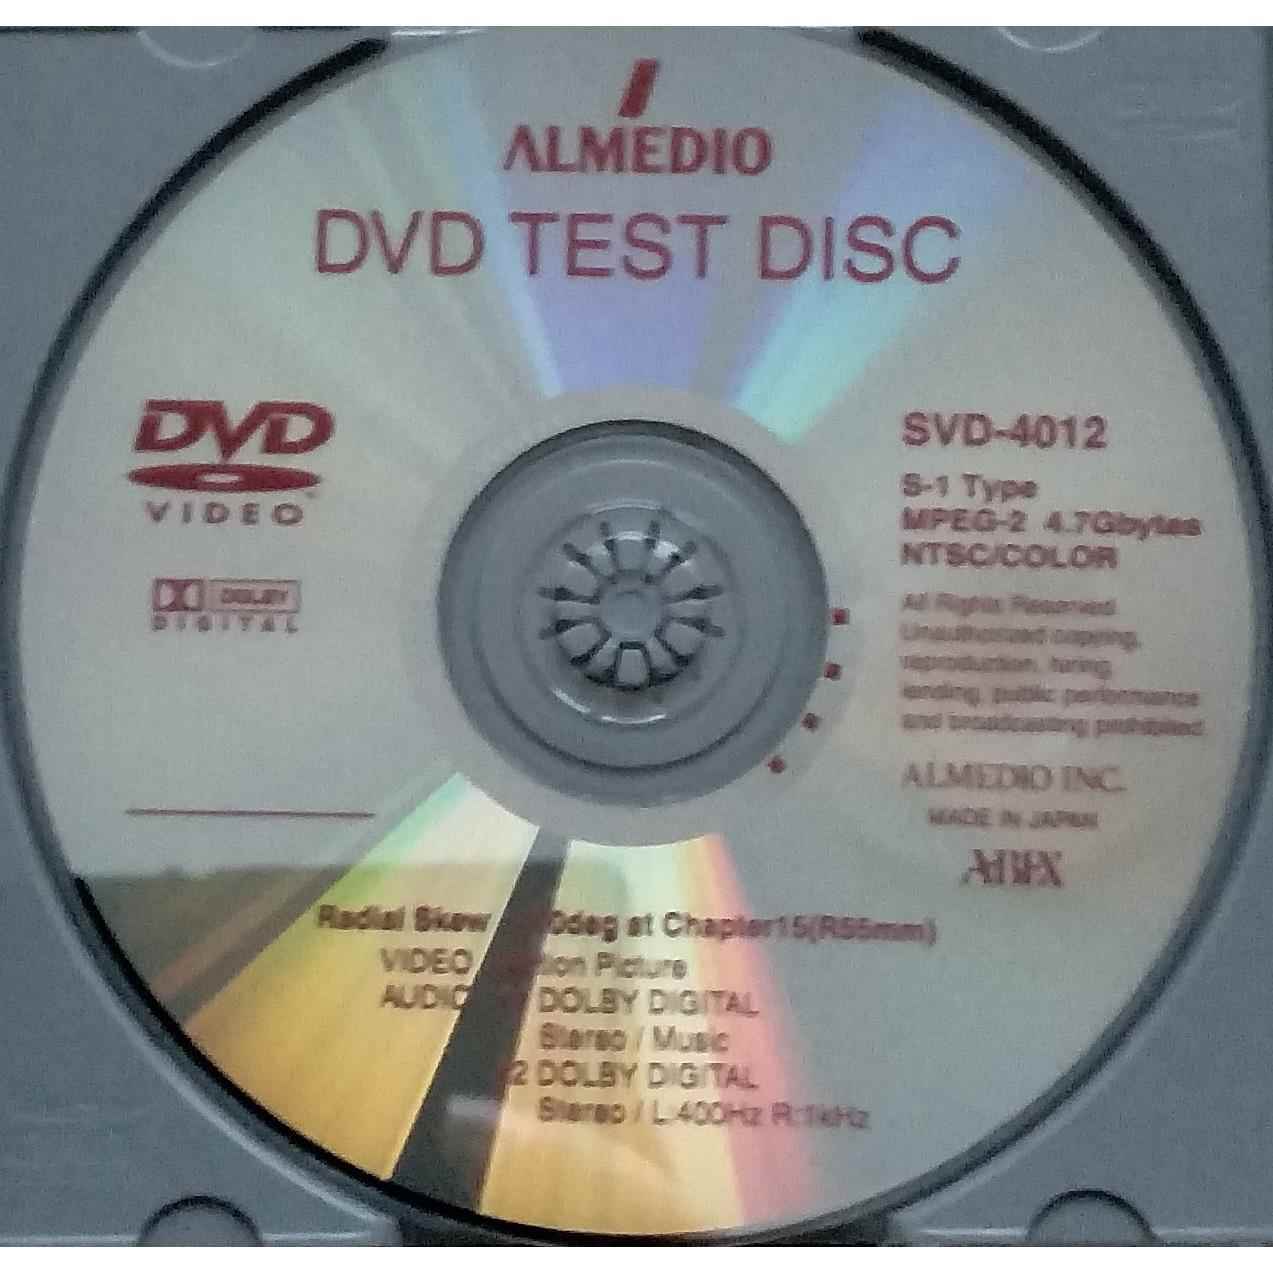 ALMEDIO
DVD TEST DISC
DVD
VIDEO
DOLBY
DIGITAL
SVD-4012
S-1 Type
MPEG-2 4.7Gbytes
NTSC/COLOR
All Rights Reserved.
Unauthorized copying,
reproduction, hiring,
lending, public performance
and broadcasting prohibited.
ALMEDIO INC.
MADE IN JAPAN
ABEX
Radial Skew deg at Chapter15(R55mm)
VIDEO Picture
AUDIO DOLBY DIGITAL
Stereo / Music
2 DOLBY DIGITAL
Stereo / L:400Hz R:1kHz